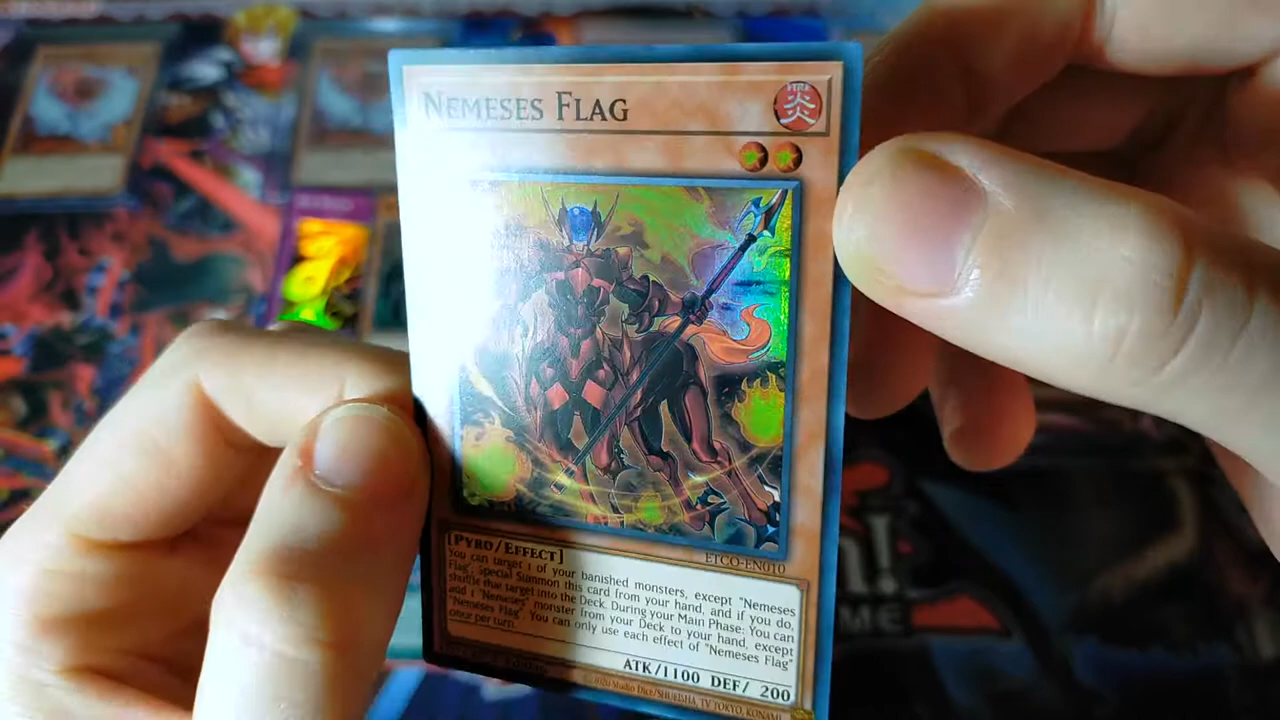 NEMESES FLAG
FIRE
炎
ETCO-EN010
[PYRO/EFFECT]
You can target 1 of your banished monsters, except "Nemeses
Flag"; Special Summon this card from your hand, and if you do,
shuffle that target into the Deck. During your Main Phase: You can
add 1 "Nemeses" monster from your Deck to your hand, except
"Nemeses Flag". You can only use each effect of "Nemeses Flag"
once per turn.
ATK/1100 DEF/ 200
©2020 Studio Dice/SHUEISHA, TV TOKYO, KONAMI